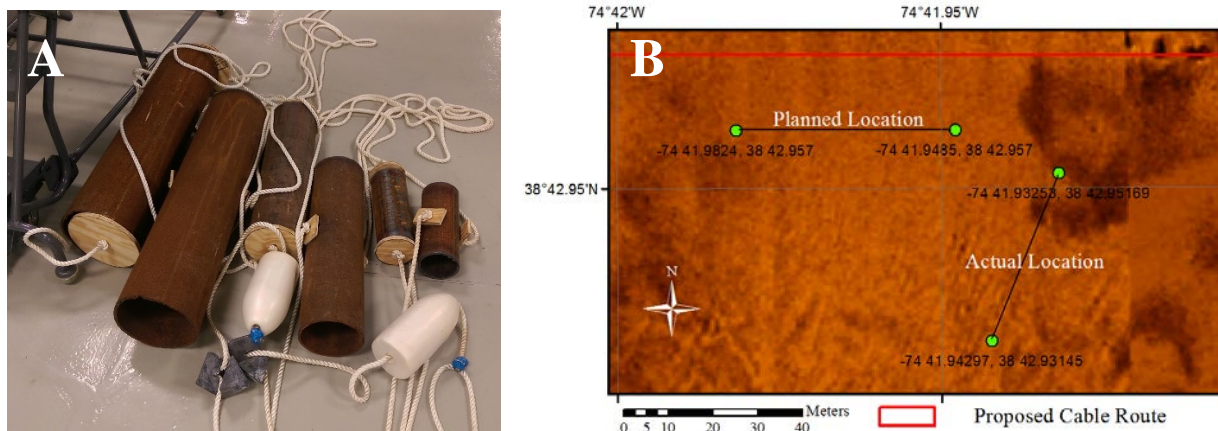 A
74°42'W
74°41.95'W
B
Planned Location
-74 41.9824, 38 42.957
-74 41.9485, 38 42.957
38°42.95'N
-74 41.93253, 38 42.95169
Actual Location
N
-74 41.94297, 38 42.93145
Meters
0 5 10 20 30 40
Proposed Cable Route